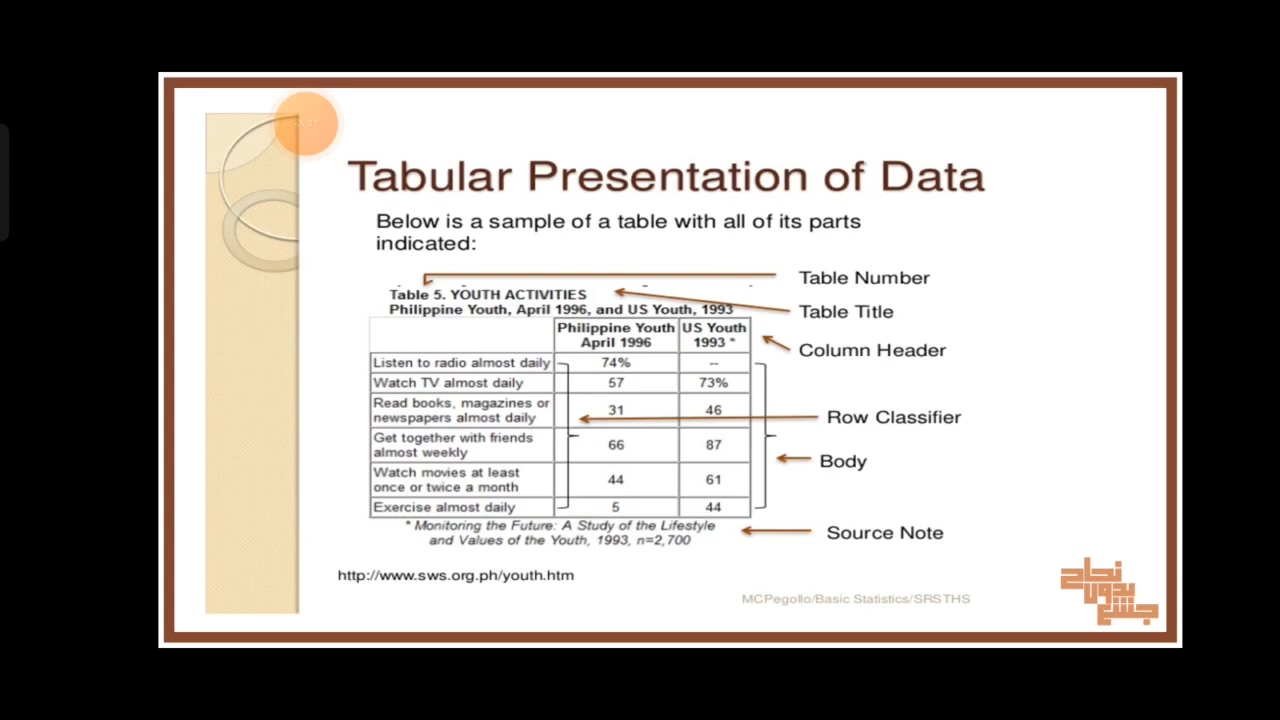 Tabular Presentation of Data
Below is a sample of a table with all of its parts
indicated:
Table Number
Table 5. YOUTH ACTIVITIES
Table Title
Philippine Youth, April 1996, and US Youth, 1993
Philippine Youth April 1996 | US Youth 1993 *
Column Header
Listen to radio almost daily 74% --
Watch TV almost daily 57 73%
Read books, magazines or newspapers almost daily 31 46
Row Classifier
Get together with friends almost weekly 66 87
Body
Watch movies at least once or twice a month 44 61
Exercise almost daily 5 44
* Monitoring the Future: A Study of the Lifestyle
and Values of the Youth, 1993, n=2,700
Source Note
http://www.sws.org.ph/youth.htm
MCPegollo/Basic Statistics/SRSTHS
نجاح
بدون